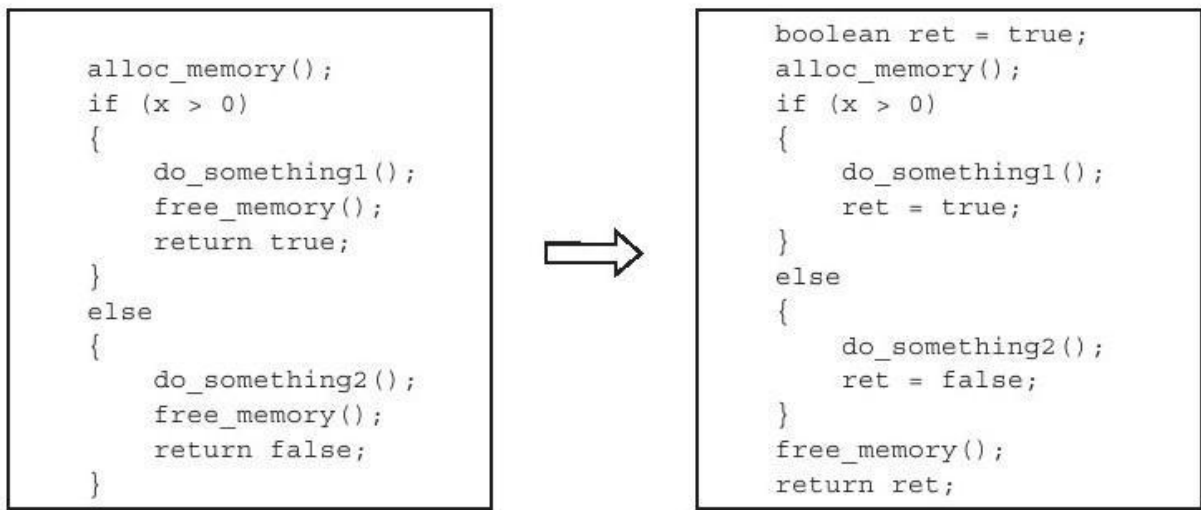 alloc_memory();
if (x > 0)
{
do_something1();
free_memory();
return true;
}
else
{
do_something2();
free_memory();
return false;
}
boolean ret = true;
alloc_memory();
if (x > 0)
{
do_something1();
ret = true;
}
else
{
do_something2();
ret = false;
}
free_memory();
return ret;